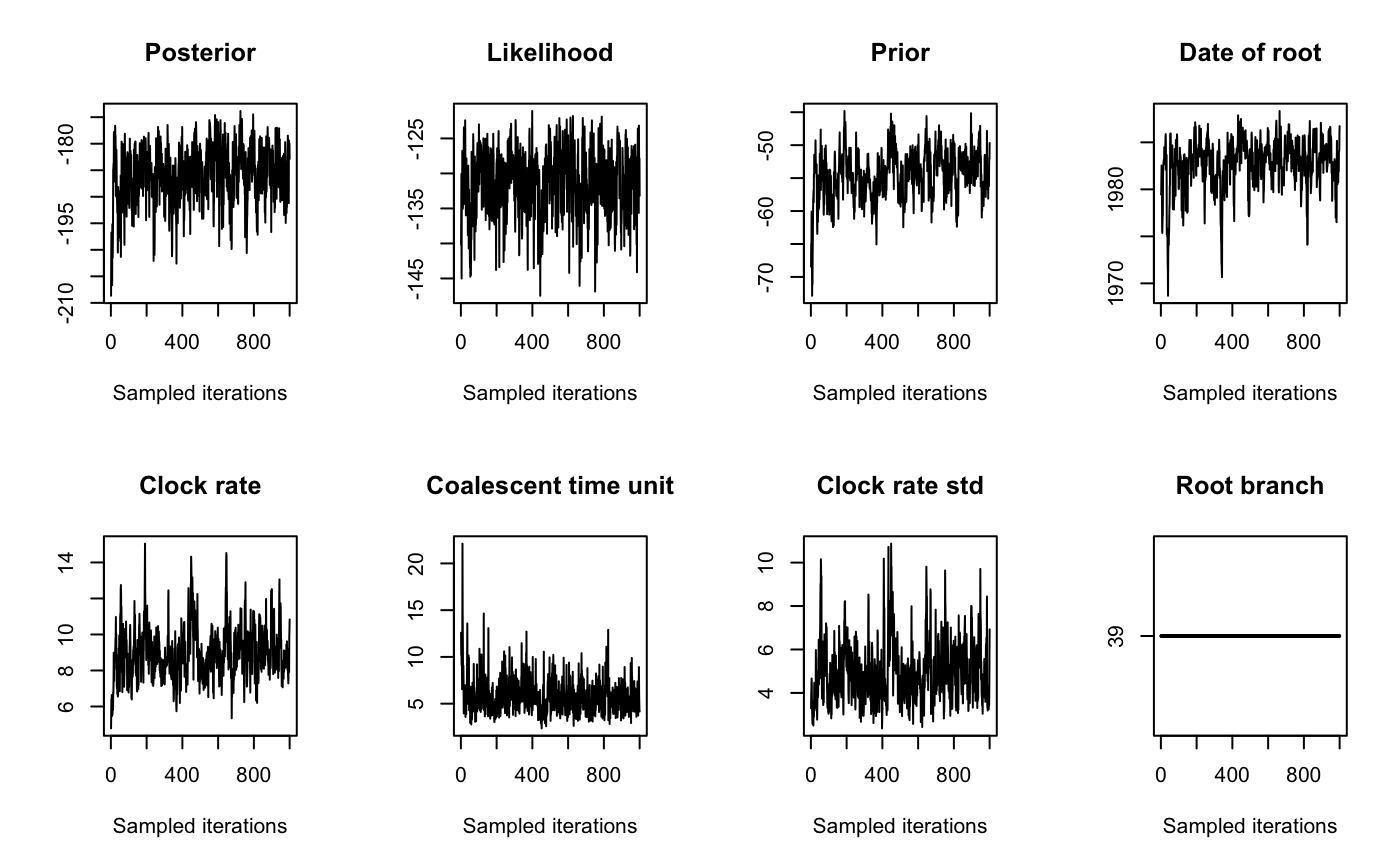 Posterior
Likelihood
Prior
Date of root
-210 -195 -180
-145 -135 -125
-70 -60 -50
1970 1980
0 400 800
0 400 800
0 400 800
0 400 800
Sampled iterations
Sampled iterations
Sampled iterations
Sampled iterations
Clock rate
Coalescent time unit
Clock rate std
Root branch
6 8 10 14
5 10 15 20
4 6 8 10
39
0 400 800
0 400 800
0 400 800
0 400 800
Sampled iterations
Sampled iterations
Sampled iterations
Sampled iterations